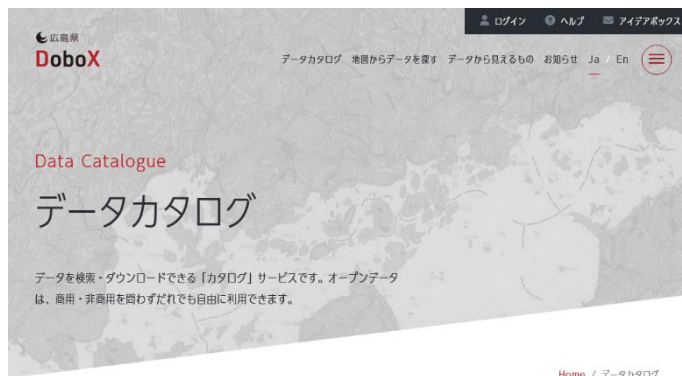 ログイン ヘルプ アイデアボックス
広島県
DoboX
データカタログ 地図からデータを探す データから見えるもの お知らせ Ja / En
Data Catalogue
データカタログ
データを検索・ダウンロードできる「カタログ」サービスです。オープンデータ
は、商用・非商用を問わずだれでも自由に利用できます。
Home / データカタログ